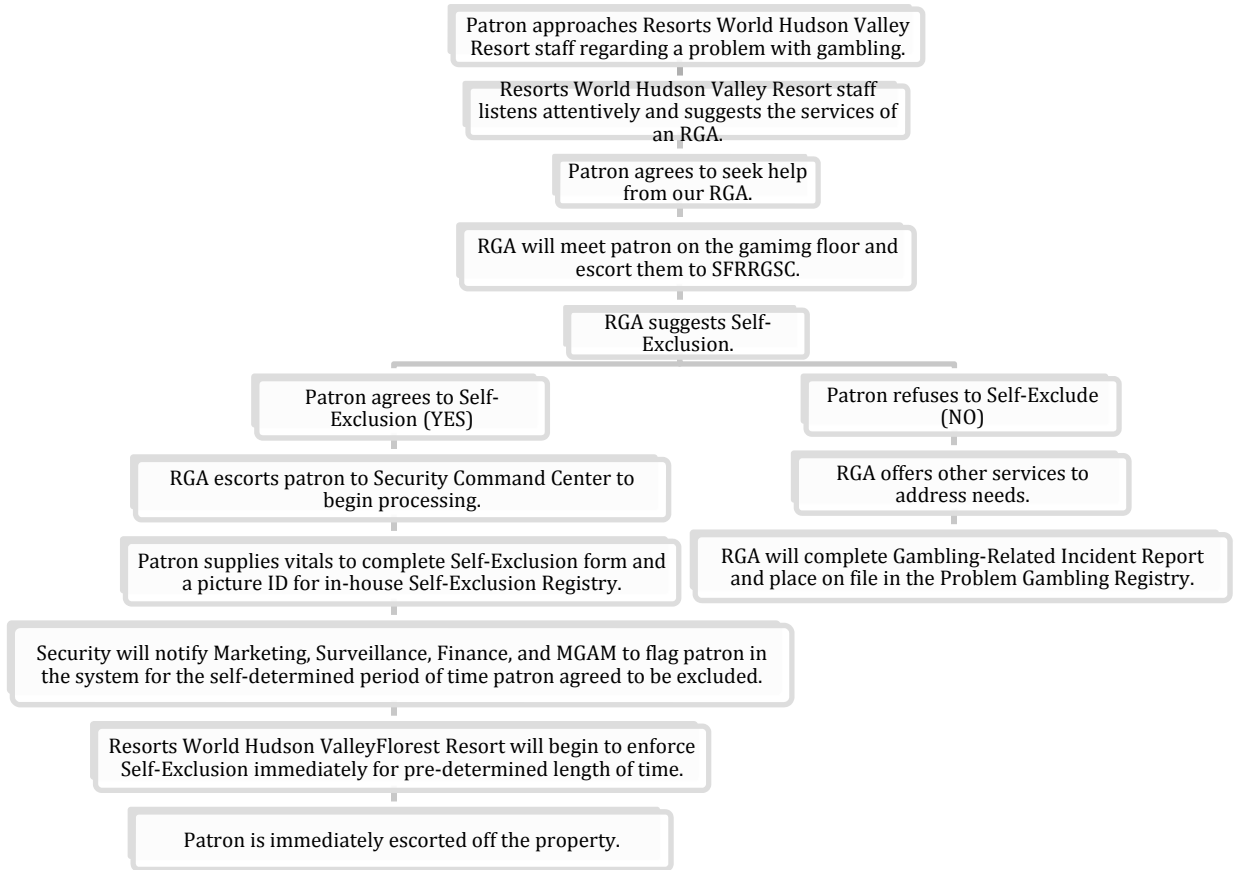 Patron approaches Resorts World Hudson Valley
Resort staff regarding a problem with gambling.
Resorts World Hudson Valley Resort staff
listens attentively and suggests the services of
an RGA.
Patron agrees to seek help
from our RGA.
RGA will meet patron on the gamimg floor and
escort them to SFRRGSC.
RGA suggests Self-
Exclusion.
Patron agrees to Self-
Exclusion (YES)
RGA escorts patron to Security Command Center to
begin processing.
Patron supplies vitals to complete Self-Exclusion form and
a picture ID for in-house Self-Exclusion Registry.
Security will notify Marketing, Surveillance, Finance, and MGAM to flag patron in
the system for the self-determined period of time patron agreed to be excluded.
Resorts World Hudson ValleyFlorest Resort will begin to enforce
Self-Exclusion immediately for pre-determined length of time.
Patron is immediately escorted off the property.
Patron refuses to Self-Exclude
(NO)
RGA offers other services to
address needs.
RGA will complete Gambling-Related Incident Report
and place on file in the Problem Gambling Registry.